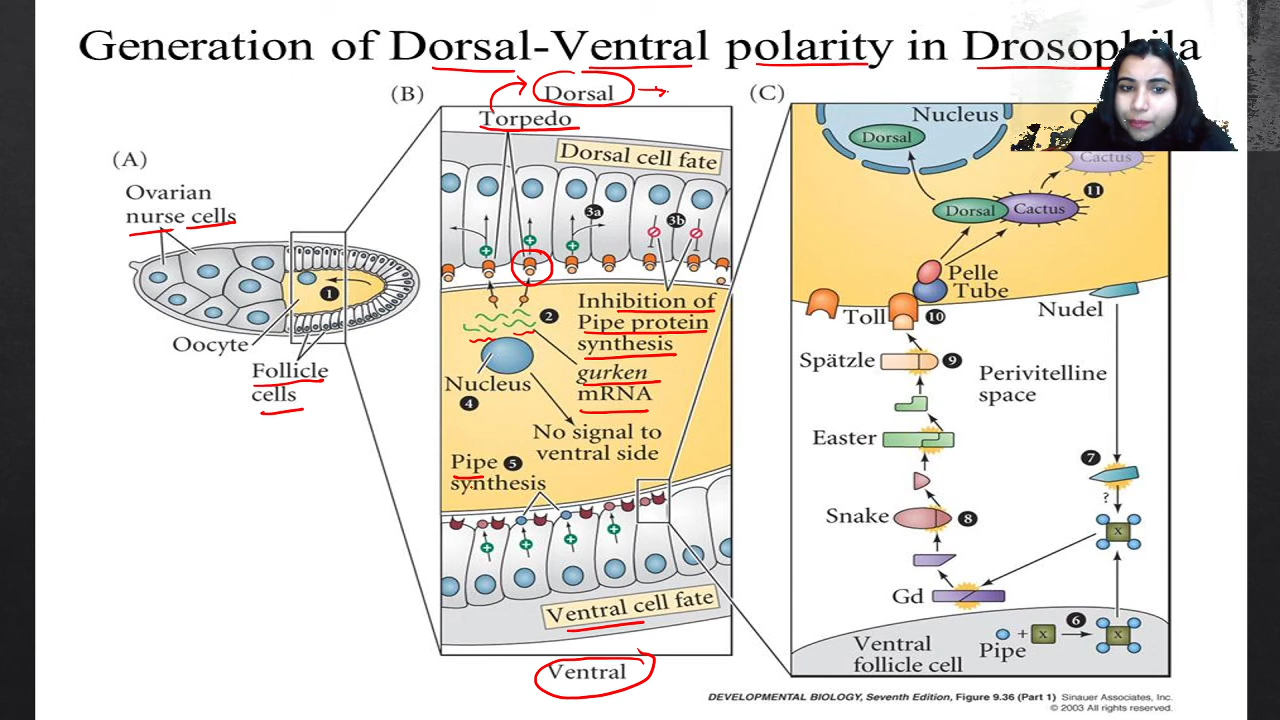 Generation of Dorsal-Ventral polarity in Drosophila
(A)
Ovarian
nurse cells
1
Oocyte
Follicle
cells
(B)
Dorsal
Torpedo
Dorsal cell fate
3a
3b
2
Inhibition of
Pipe protein
synthesis
gurken
mRNA
Nucleus
4
No signal to
ventral side
Pipe 5
synthesis
Ventral cell fate
Ventral
(C)
Nucleus
Dorsal
Cactus
11
Dorsal
Cactus
Pelle
Tube
Nudel
Toll
10
Spätzle
9
Perivitelline
space
Easter
7
?
Snake
8
X
Gd
6
Pipe
+
X
X
Ventral
follicle cell
DEVELOPMENTAL BIOLOGY, Seventh Edition, Figure 9.36 (Part 1) Sinauer Associates, Inc.
© 2003 All rights reserved.